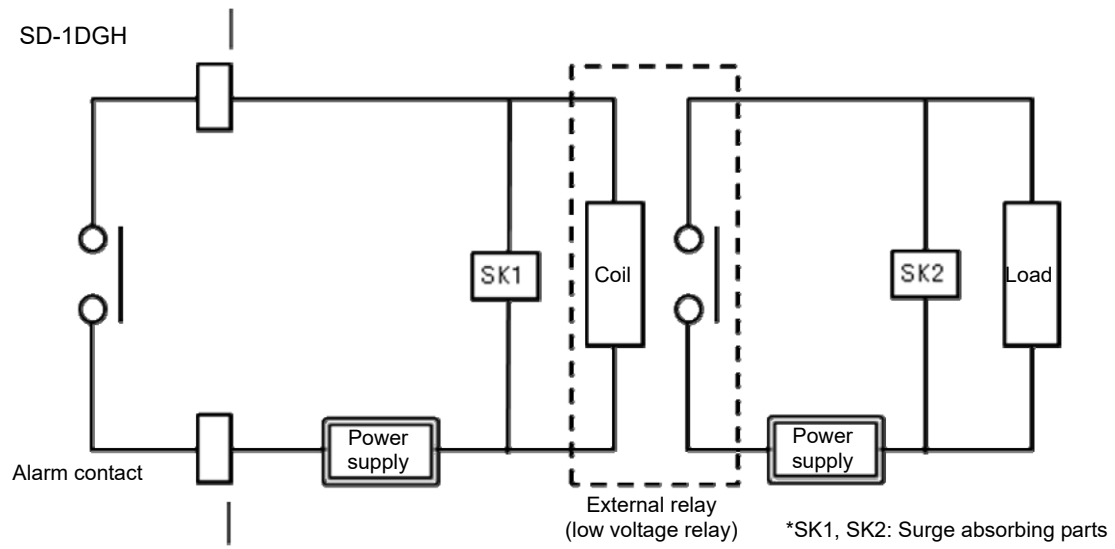 SD-1DGH
SK1
Coil
SK2
Load
Power
supply
Power
supply
Alarm contact
External relay
(low voltage relay)
*SK1, SK2: Surge absorbing parts